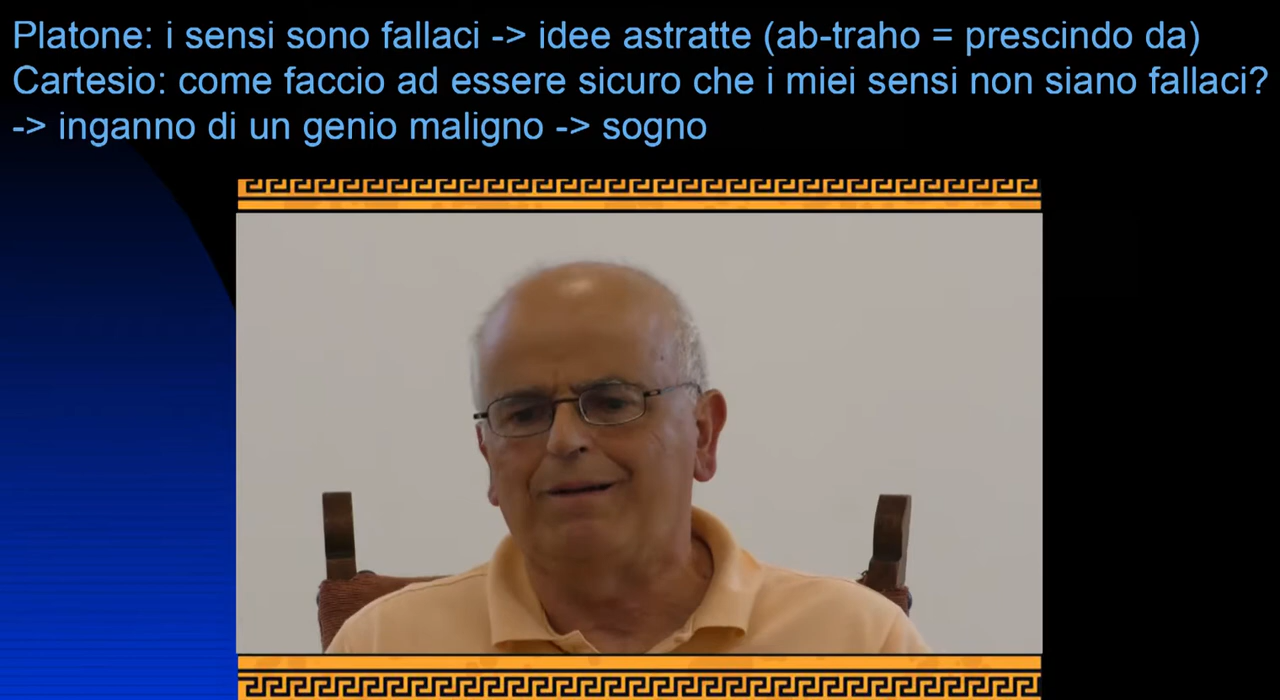 Platone: i sensi sono fallaci -> idee astratte (ab-traho = prescindo da)
Cartesio: come faccio ad essere sicuro che i miei sensi non siano fallaci?
-> inganno di un genio maligno -> sogno